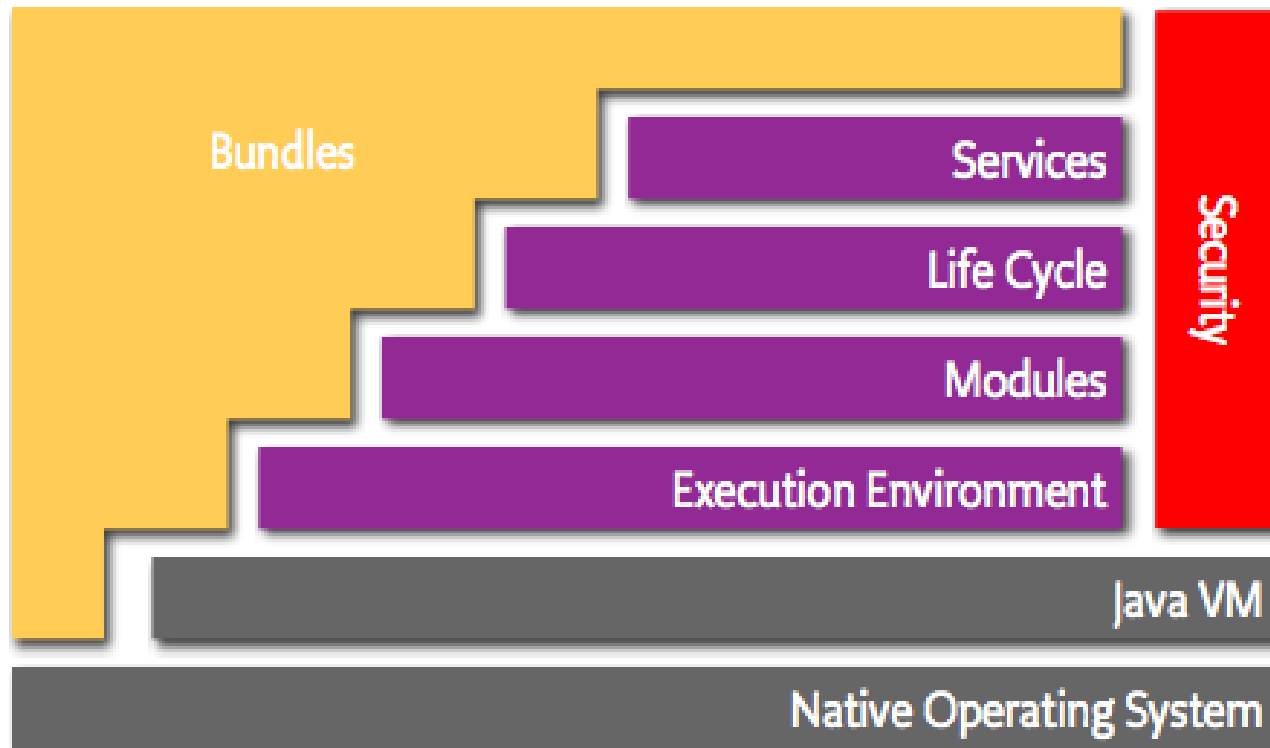 Bundles
Services
Life Cycle
Modules
Execution Environment
Security
Java VM
Native Operating System